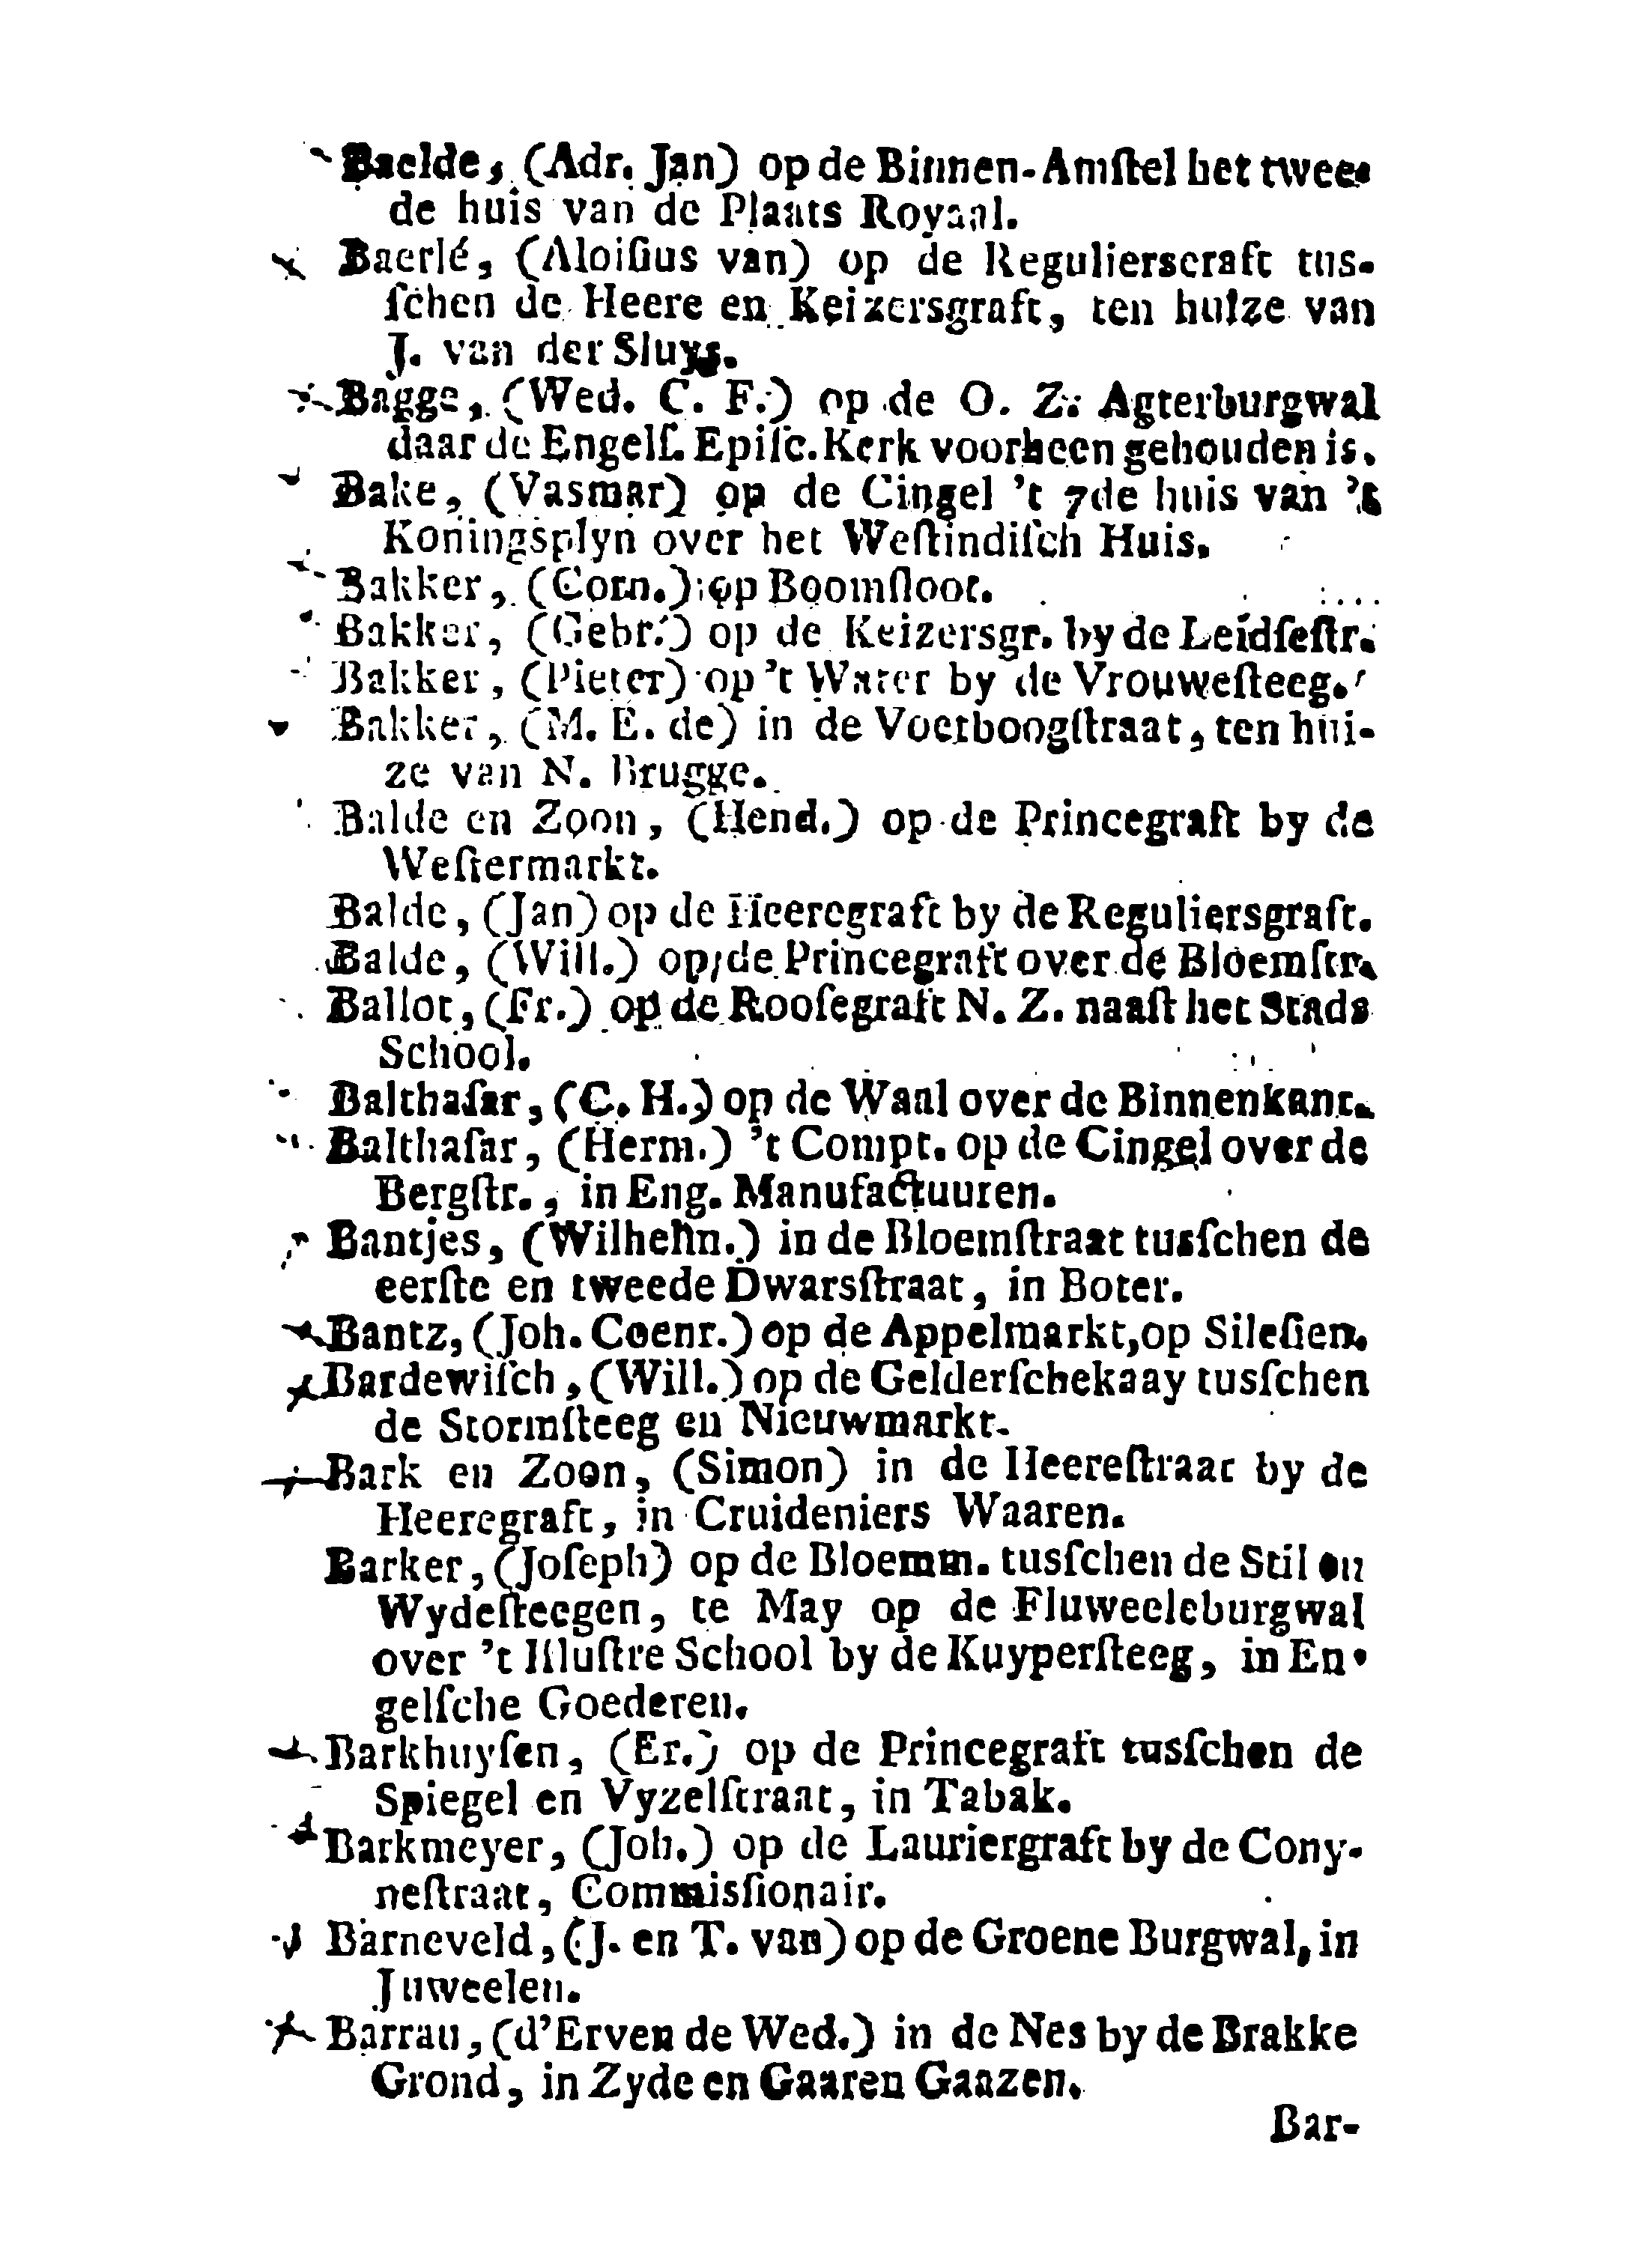 Baelde, (Adr. Jan) op de Binnen-Amſtel het twee-
de huis van de Plaats Royaal.
Baerlé, (Aloiſius van) op de Regulierscraft tus-
ſchen de Heere en Keizersgraft, ten huize van
J. van der Sluys.
Bagge, (Wed. C. F.) op de O. Z. Agterburgwal
daar de Engelſ. Epiſc. Kerk voorheen gehouden is.
Bake, (Vasmar) op de Cingel 't 7de huis van 't
Koningsplyn over het Weſtindiſch Huis.
Bakker, (Corn.) op Boomſloot.
Bakker, (Gebr.) op de Keizersgr. by de Leidſeſtr.
Bakker, (Pieter) op 't Water by de Vrouweſteeg.
Bakker, (M. E. de) in de Voetboogſtraat, ten hui-
ze van N. Brugge.
Balde en Zoon, (Hend.) op de Princegraft by de
Weſtermarkt.
Balde, (Jan) op de Heeregraft by de Reguliersgraft.
Balde, (Will.) op de Princegraft over de Bloemſtr.
Ballot, (Fr.) op de Rooſegraft N. Z. naaſt het Stads
School.
Balthaſar, (C. H.) op de Waal over de Binnenkant.
Balthaſar, (Herm.) 't Compt. op de Cingel over de
Bergſtr., in Eng. Manufactuuren.
Bantjes, (Wilhelm.) in de Bloemſtraat tusſchen de
eerſte en tweede Dwarsſtraat, in Boter.
Bantz, (Joh. Coenr.) op de Appelmarkt, op Sileſien.
Bardewiſch, (Will.) op de Gelderſchekaay tusſchen
de Stormſteeg en Nieuwmarkt.
Bark en Zoon, (Simon) in de Heereſtraat by de
Heeregraft, in Cruideniers Waaren.
Barker, (Joſeph) op de Bloemm. tusſchen de Stil en
Wydeſteegen, te May op de Fluweeleburgwal
over 't Illuſtre School by de Kuyperſteeg, in En-
gelſche Goederen.
Barkhuyſen, (Er.) op de Princegraft tusſchen de
Spiegel en Vyzelſtraat, in Tabak.
Barkmeyer, (Joh.) op de Lauriergraft by de Cony-
neſtraat, Commisſionair.
Barneveld, (J. en T. van) op de Groene Burgwal, in
Juweelen.
Barrau, (d'Erven de Wed.) in de Nes by de Brakke
Grond, in Zyde en Gaaren Gaazen.
Bar-